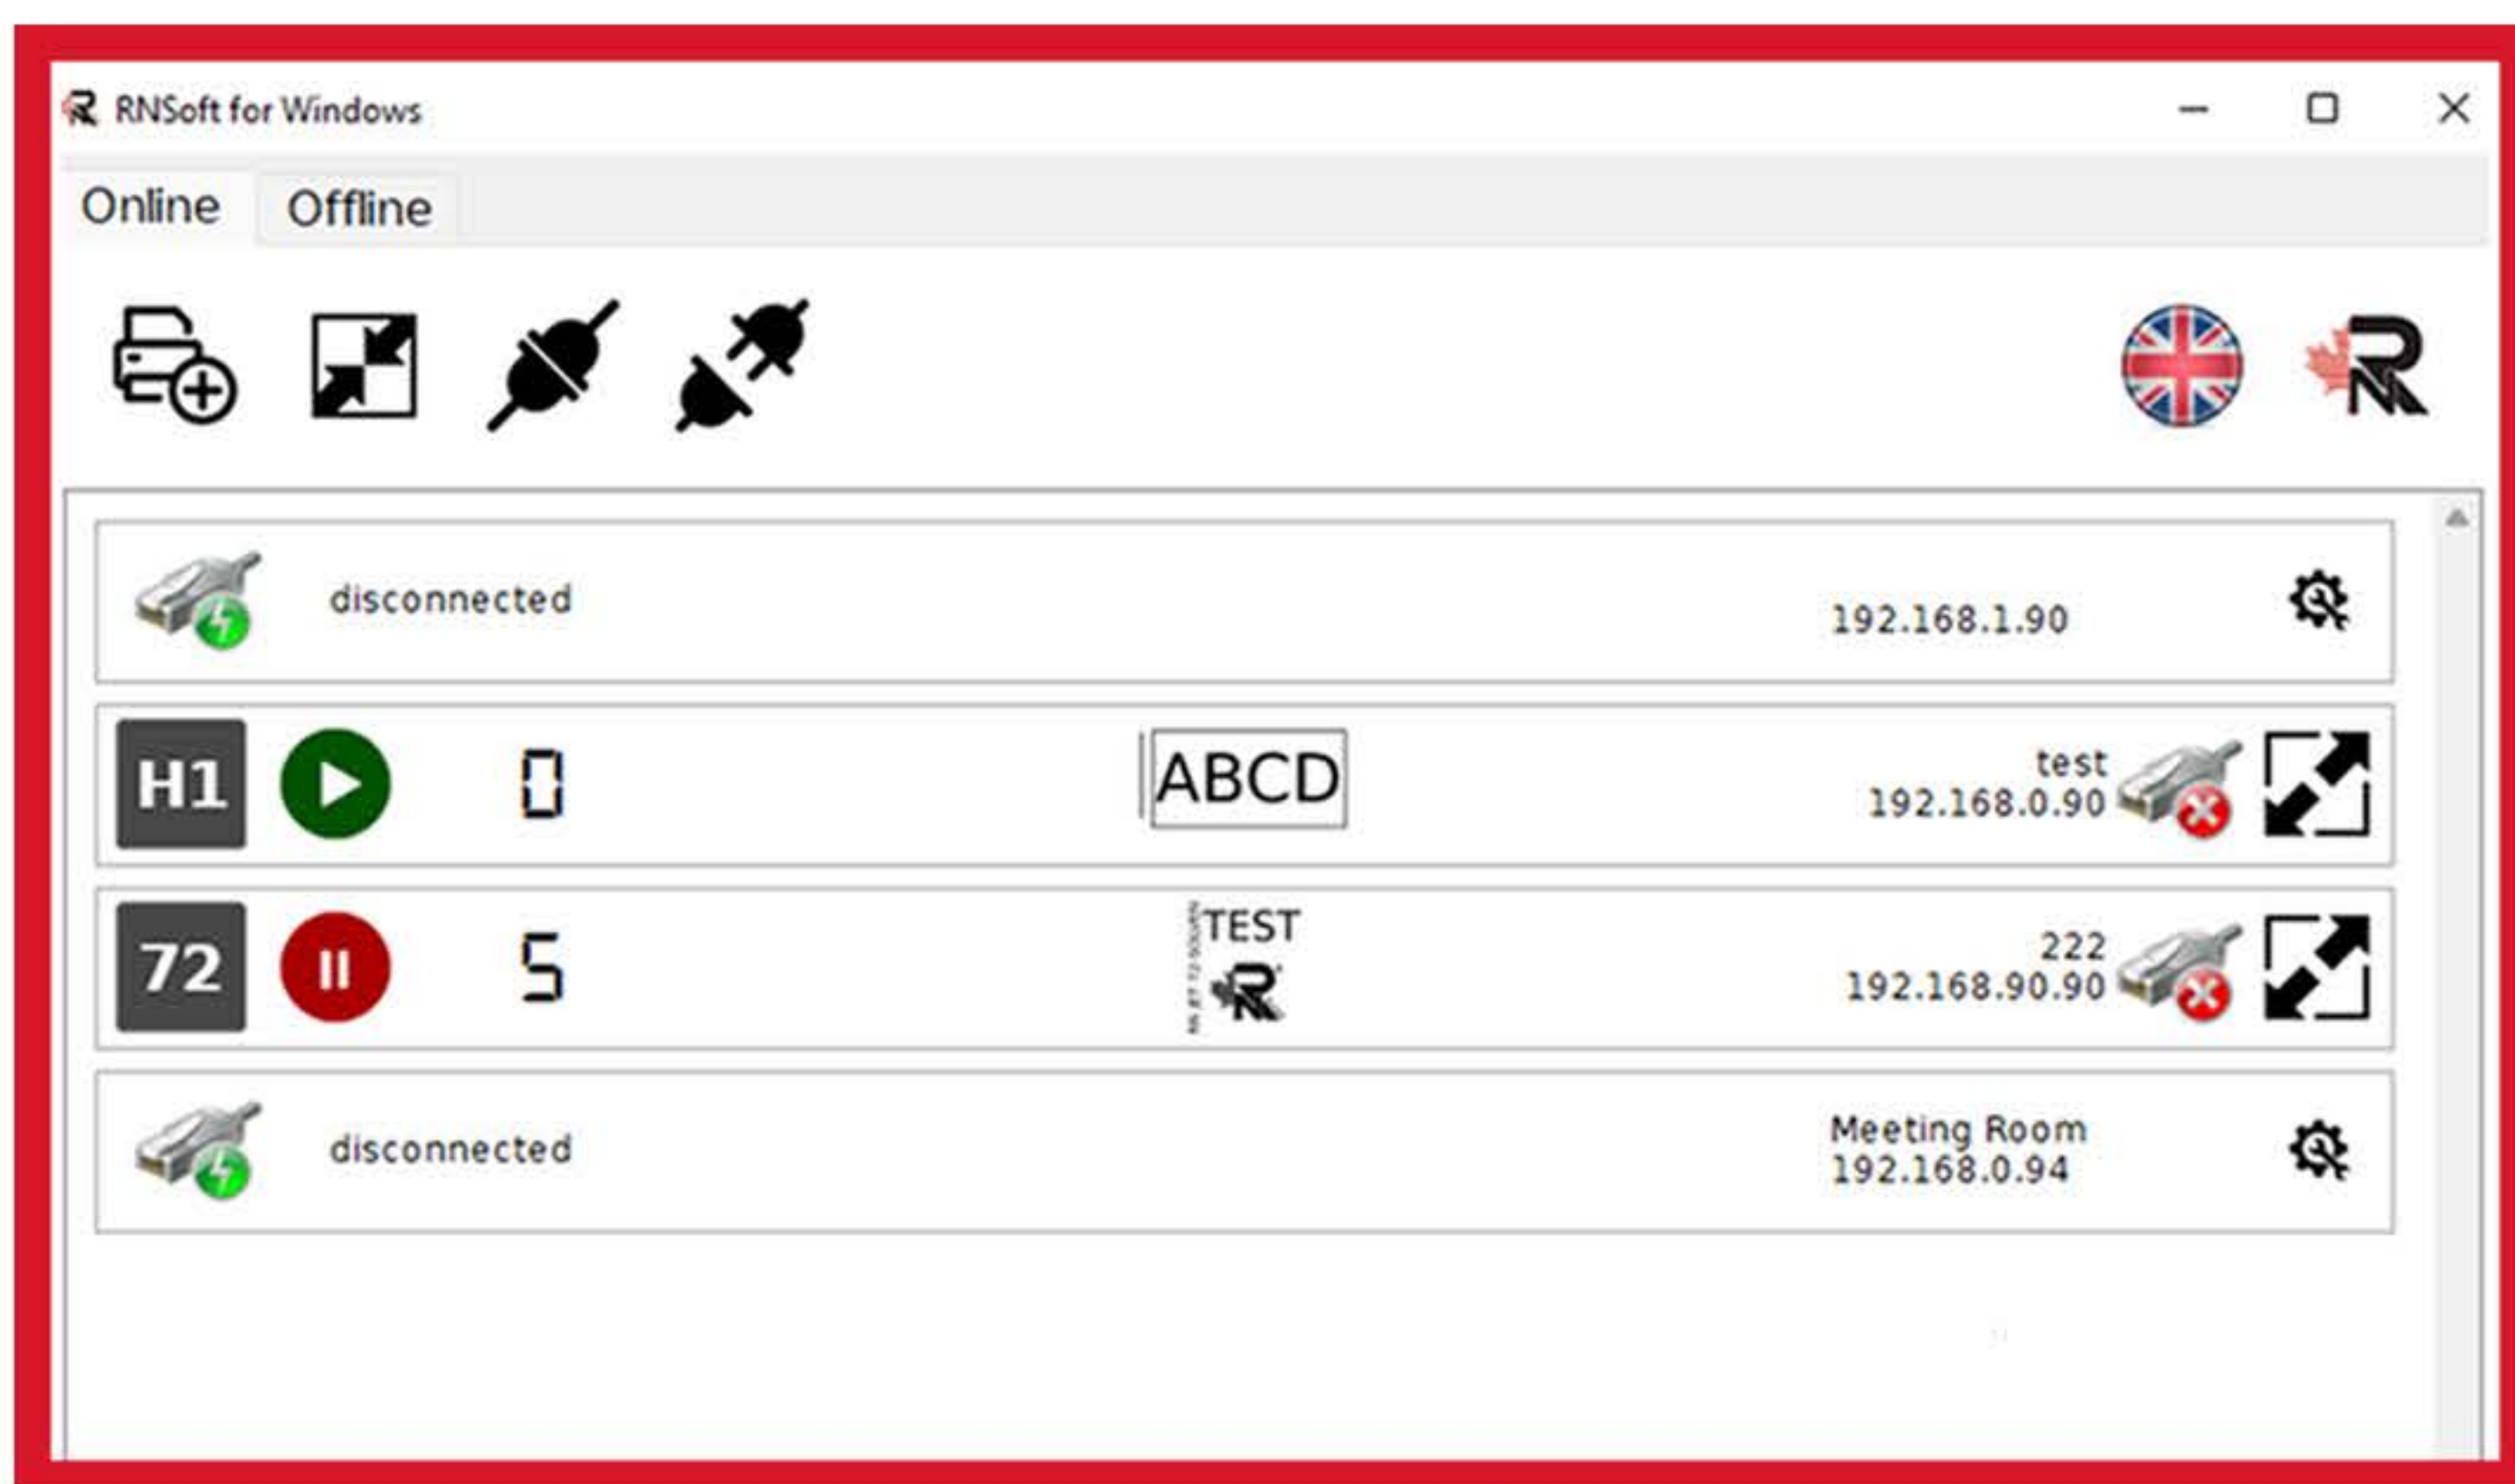 RNSoft for Windows
Online Offline
disconnected
192.168.1.90
H1
0
ABCD
test
192.168.0.90
72
5
TEST
222
192.168.90.90
disconnected
Meeting Room
192.168.0.94